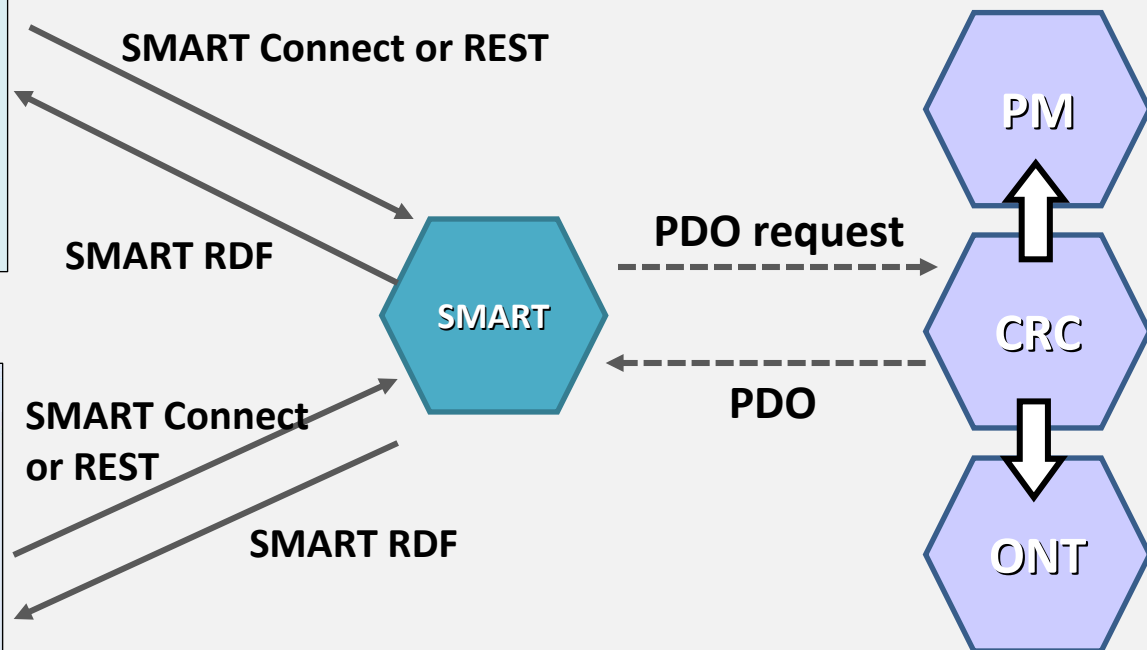 SMART Connect or REST
PM
SMART RDF
PDO request
SMART
CRC
PDO
SMART Connect
or REST
SMART RDF
ONT